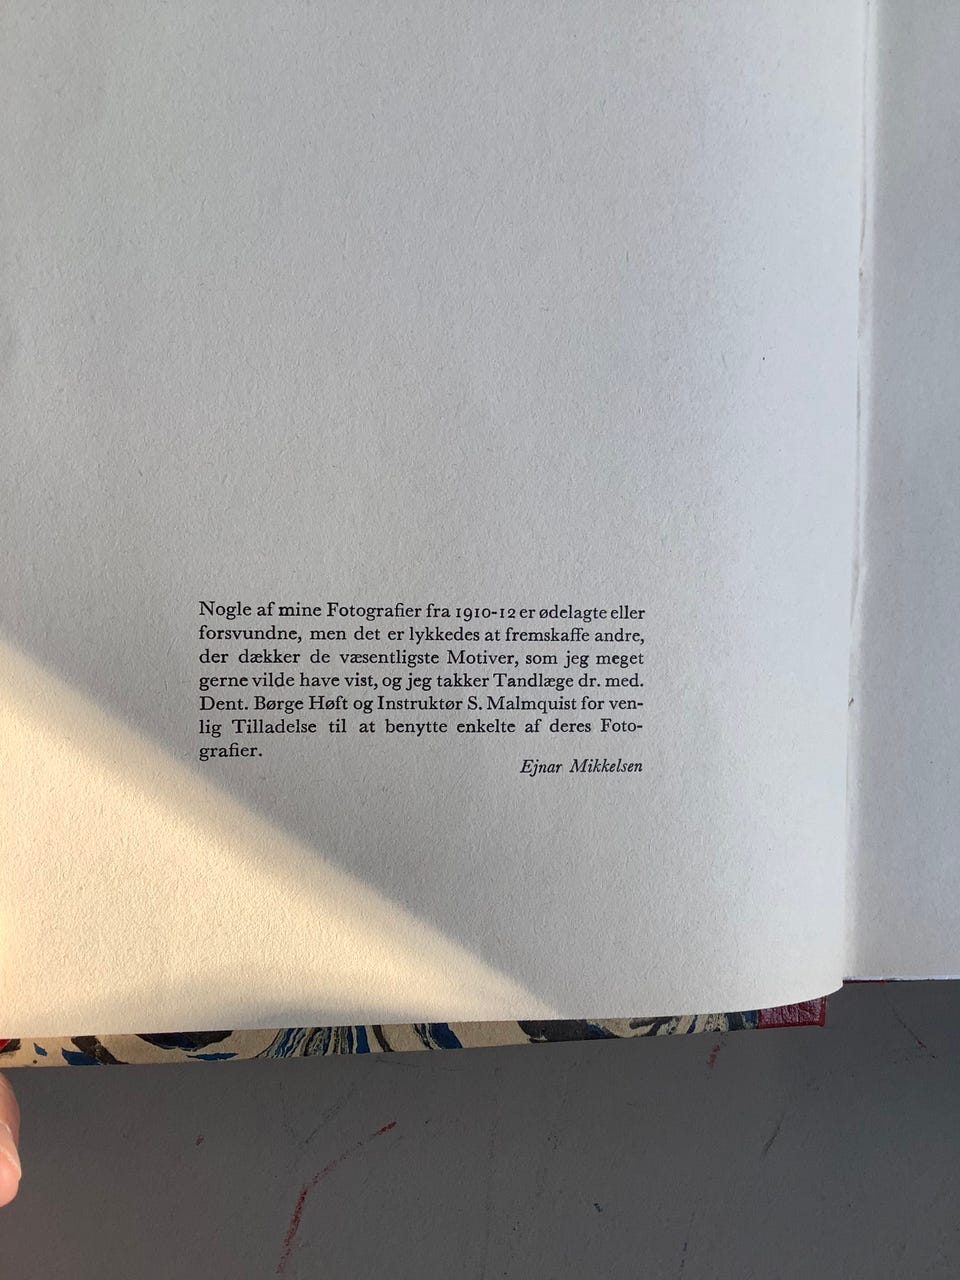 Nogle af mine Fotografier fra 1910-12 er ødelagte eller
forsvundne, men det er lykkedes at fremskaffe andre,
der dækker de væsentligste Motiver, som jeg meget
gerne vilde have vist, og jeg takker Tandlæge dr. med.
Dent. Børge Høft og Instruktør S. Malmquist for ven-
lig Tilladelse til at benytte enkelte af deres Foto-
grafier.
Ejnar Mikkelsen